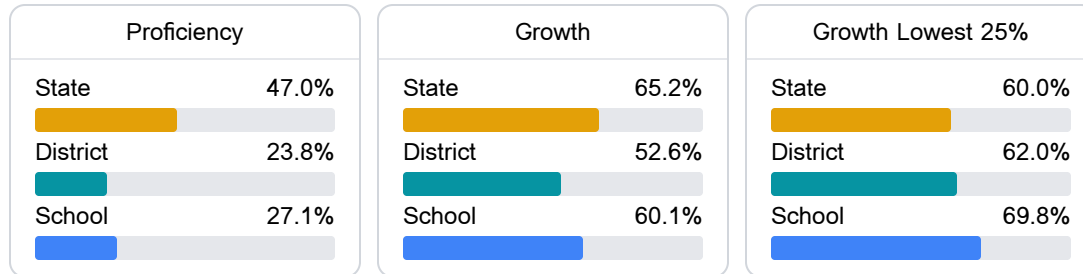 Proficiency
State 47.0%
District 23.8%
School 27.1%
Growth
State 65.2%
District 52.6%
School 60.1%
Growth Lowest 25%
State 60.0%
District 62.0%
School 69.8%